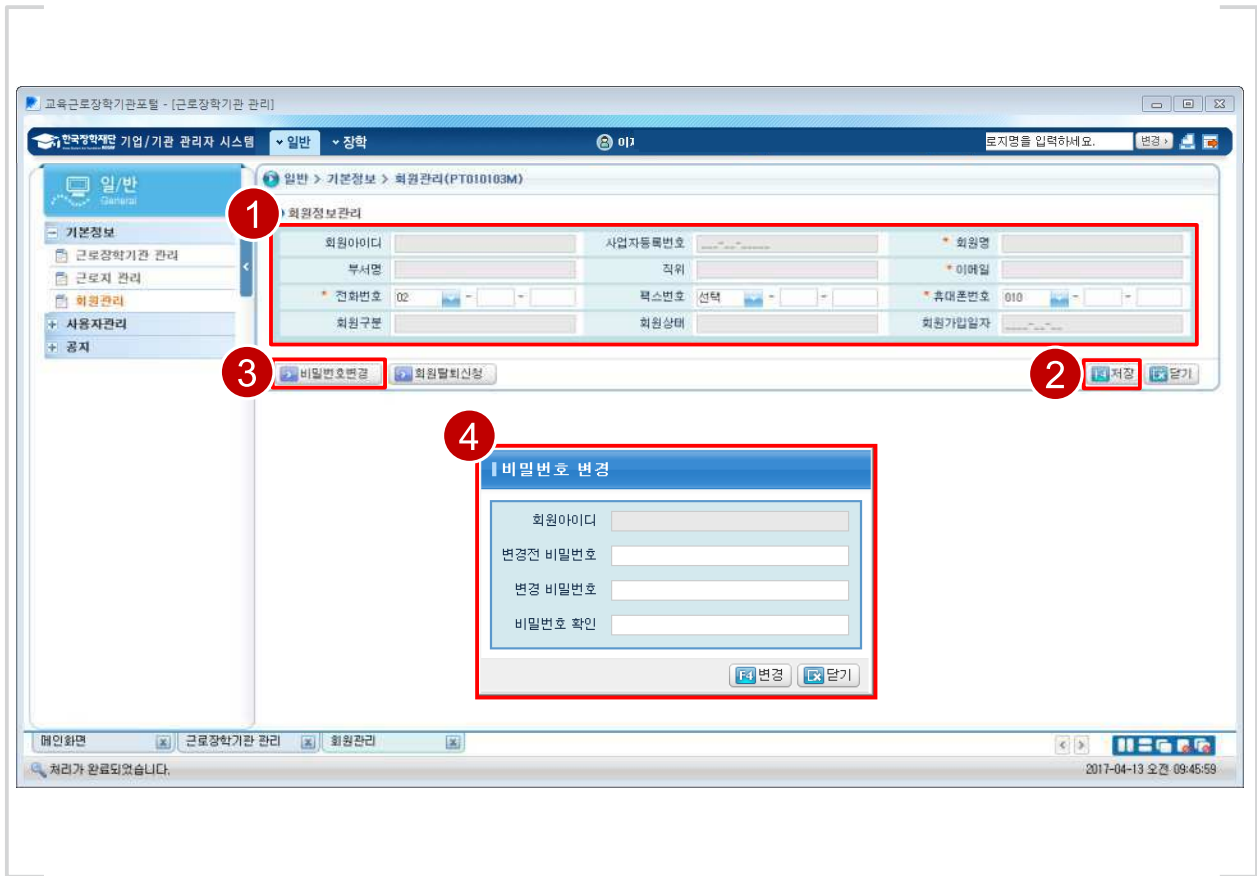 교육근로장학기관포털 - [근로장학기관 관리]
한국장학재단 기업/기관 관리자 시스템 일반 장학 이 로지명을 입력하세요. 변경
일/반
General
일반 > 기본정보 > 회원관리(PT010103M)
1
회원정보관리
기본정보
근로장학기관 관리
근로지 관리
회원관리
사용자관리
공지
회원아이디 사업자등록번호 ___-__-_____ * 회원명
부서명 직위 * 이메일
* 전화번호 02 - - 팩스번호 선택 - - * 휴대폰번호 010 - -
회원구분 회원상태 회원가입일자 ____-__-__
3 비밀번호변경 회원탈퇴신청 2 F4 저장 EX 닫기
4
비밀번호 변경
회원아이디
변경전 비밀번호
변경 비밀번호
비밀번호 확인
F4 변경 EX 닫기
메인화면 근로장학기관 관리 회원관리
처리가 완료되었습니다. 2017-04-13 오전 09:45:59